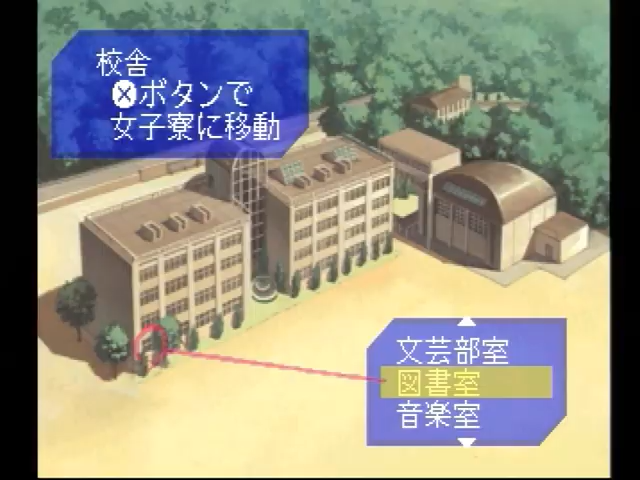 校舎
×ボタンで
女子寮に移動
文芸部室
図書室
音楽室